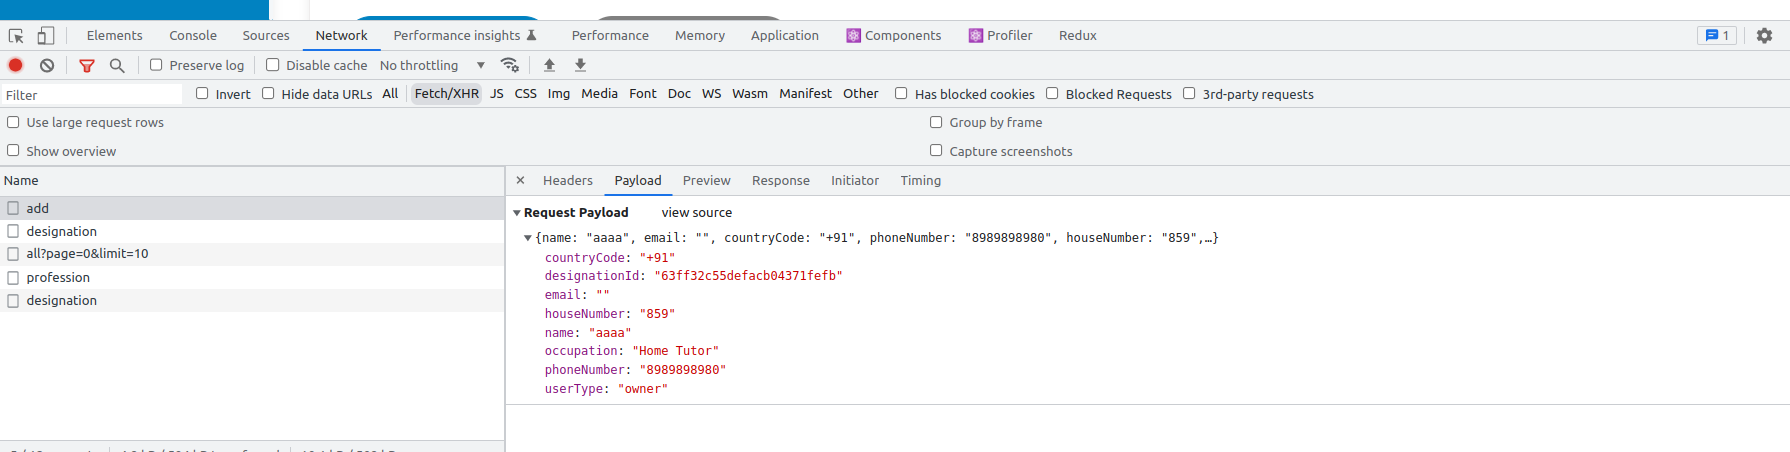 Elements Console Sources Network Performance insights Performance Memory Application Components Profiler Redux 1
Preserve log Disable cache No throttling
Filter Invert Hide data URLs All Fetch/XHR JS CSS Img Media Font Doc WS Wasm Manifest Other Has blocked cookies Blocked Requests 3rd-party requests
Use large request rows Group by frame
Show overview Capture screenshots
Name
add
designation
all?page=0&limit=10
profession
designation
× Headers Payload Preview Response Initiator Timing
Request Payload view source
{name: "aaaa", email: "", countryCode: "+91", phoneNumber: "8989898980", houseNumber: "859",…}
countryCode: "+91"
designationId: "63ff32c55defacb04371fefb"
email: ""
houseNumber: "859"
name: "aaaa"
occupation: "Home Tutor"
phoneNumber: "8989898980"
userType: "owner"